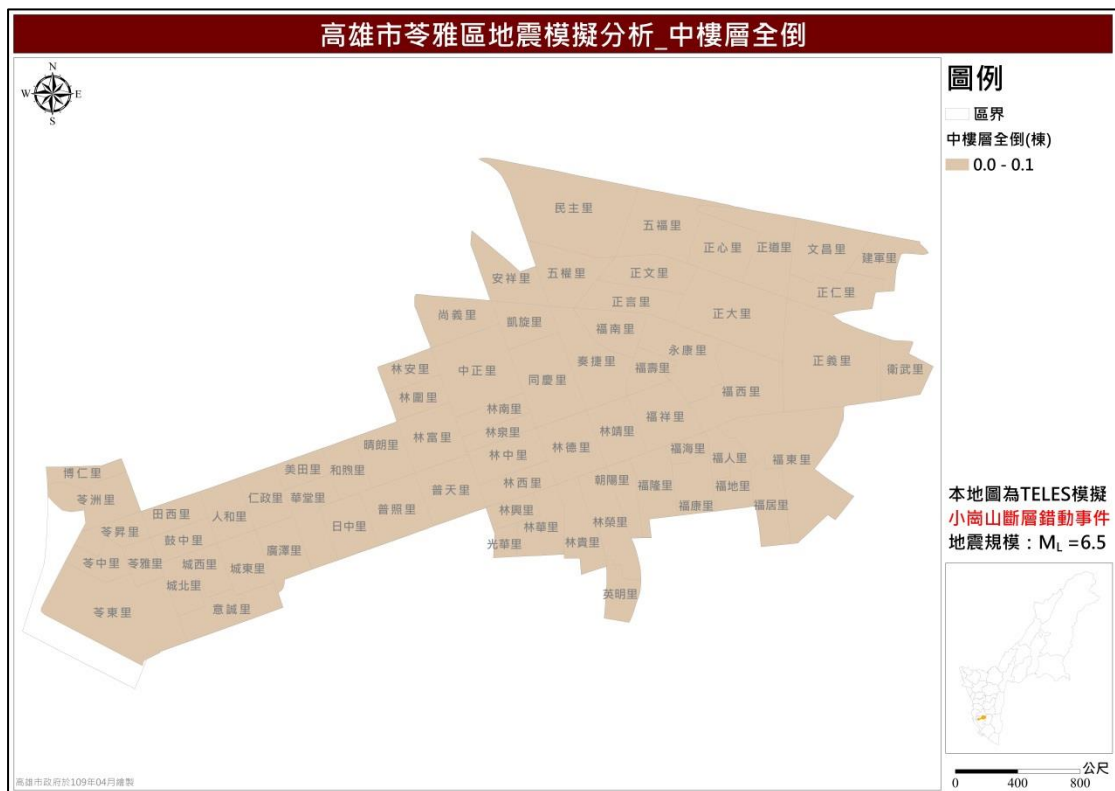 高雄市苓雅區地震模擬分析_中樓層全倒
N
W
E
S
圖例
區界
中樓層全倒(棟)
0.0 - 0.1
民主里
五福里
正心里
正道里
文昌里
建軍里
安祥里
五權里
正文里
正仁里
尚義里
凱旋里
正言里
正大里
福南里
永康里
林安里
中正里
同慶里
奏捷里
福壽里
正義里
衛武里
林圍里
福西里
林南里
福祥里
晴朗里
林富里
林泉里
林靖里
林中里
林德里
福海里
福人里
福東里
博仁里
美田里
和煦里
林西里
朝陽里
福隆里
福地里
苓洲里
仁政里
華堂里
普天里
福康里
福居里
田西里
人和里
普照里
林興里
苓昇里
鼓中里
日中里
林華里
林榮里
光華里
林貴里
廣澤里
苓中里
苓雅里
城西里
城東里
城北里
英明里
苓東里
意誠里
本地圖為TELES模擬
小崗山斷層錯動事件
地震規模：ML =6.5
公尺
0 400 800
高雄市政府於109年04月繪製